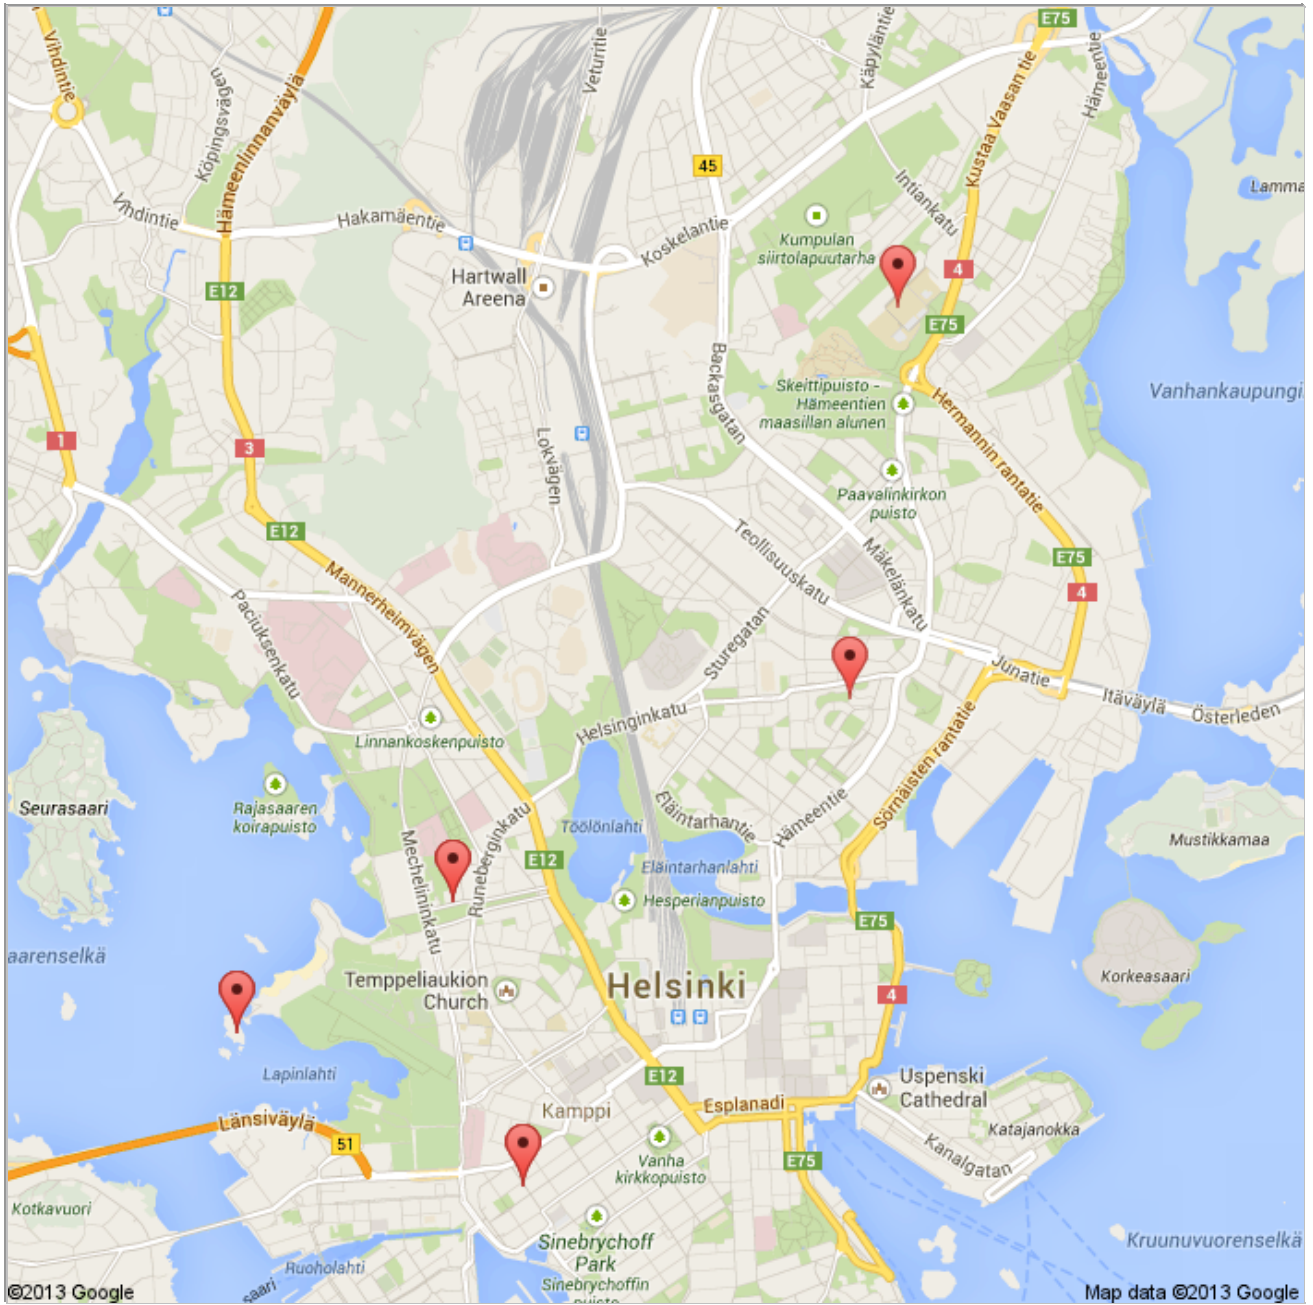 E75
Vihdintie
Veturitie
Käpyläntie
Hämeentie
Köpingsvägen
Hämeenlinnanväylä
Kustaa Vaasan tie
45
Intiankatu
Lamma
Vihdintie
Hakamäentie
Koskelantie
Kumpulan
siirtolapuutarha
Hartwall
Areena
4
E12
E75
Backasgatan
Skeittipuisto -
Hämeentien
maasillan alunen
Vanhankaupungi
Hermannin rantatie
1
3
Lokvägen
Paavalinkirkon
puisto
E12
Teollisuuskatu
Mäkelänkatu
E75
4
Mannerheimvägen
Paciuksenkatu
Sturegatan
Junatie
Itäväylä
Österleden
Helsinginkatu
Linnankoskenpuisto
Sörnäisten rantatie
Seurasaari
Rajasaaren
koirapuisto
Töölönlahti
Eläintarhantie
Hämeentie
Mustikkamaa
Mechelininkatu
Runeberginkatu
E12
Eläintarhanlahti
Hesperianpuisto
E75
aarenselkä
Temppeliaukion
Church
Helsinki
Korkeasaari
4
Lapinlahti
E12
Uspenski
Cathedral
Länsiväylä
Kamppi
Esplanadi
51
Katajanokka
Kanalgatan
Vanha
kirkkopuisto
E75
Kotkavuori
Sinebrychoff
Park
Sinebrychoffin
puisto
Kruunuvuorenselkä
Ruoholahti
saari
©2013 Google
Map data ©2013 Google